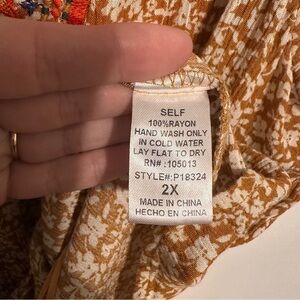 SELF
100%RAYON
HAND WASH ONLY
IN COLD WATER
LAY FLAT TO DRY
RN# :105013
STYLE#:P18324
2X
MADE IN CHINA
HECHO EN CHINA